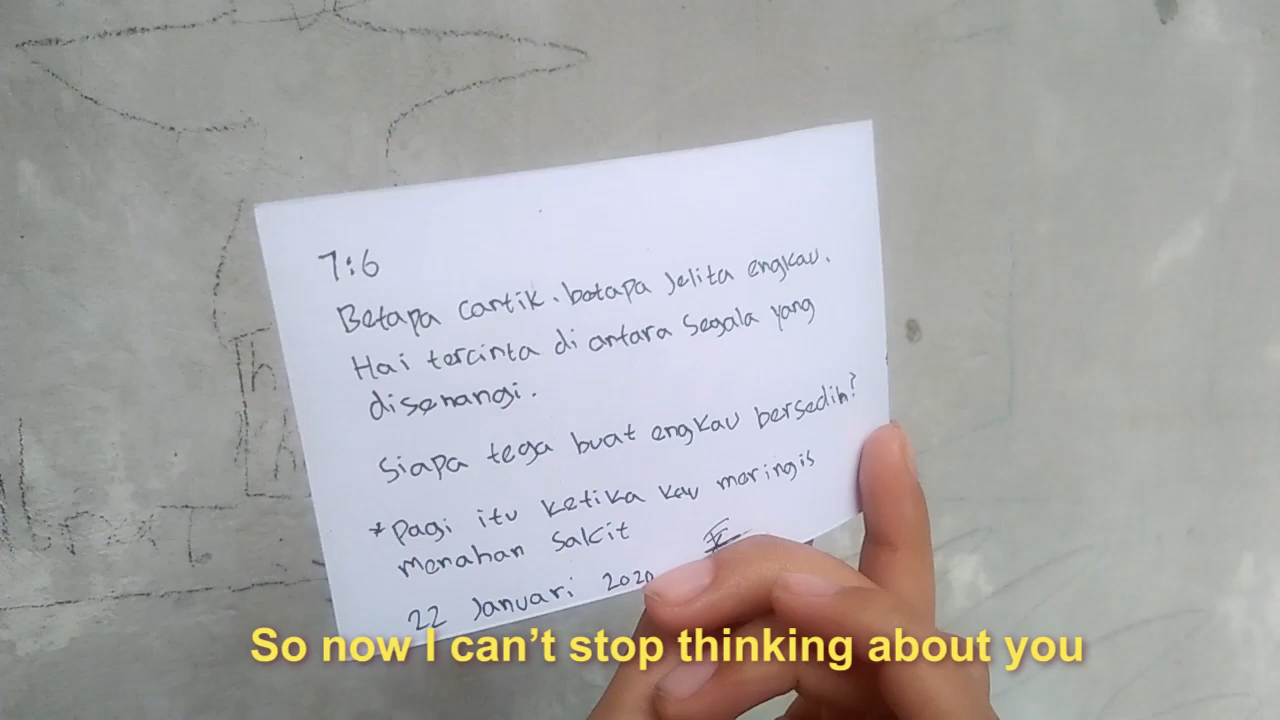 7:6
Betapa cantik, betapa Jelita engkau.
Hai tercinta di antara Segala yang
disenangi.
Siapa tega buat engkau bersedih?
*Pagi itu ketika kau meringis
menahan Sakit
22 Januari 2020
So now I can't stop thinking about you